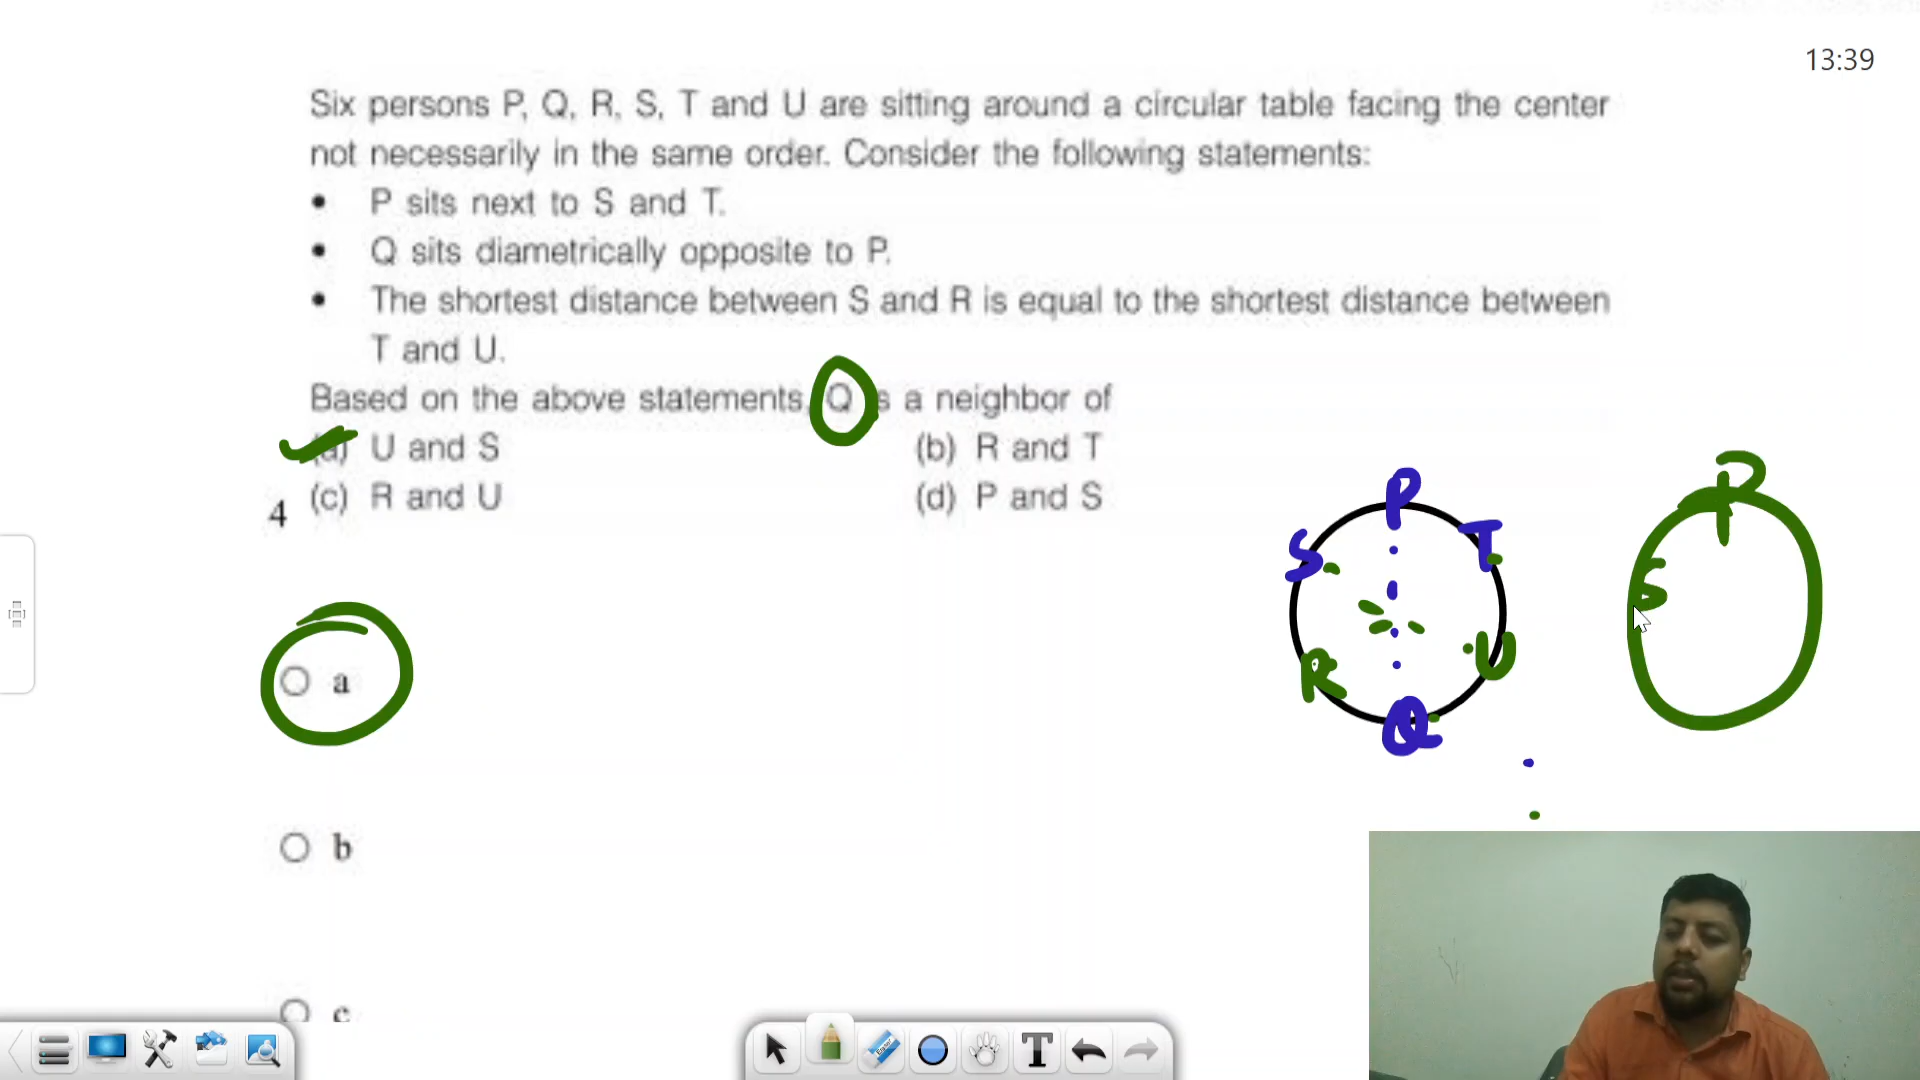 13:39
Six persons P, Q, R, S, T and U are sitting around a circular table facing the center
not necessarily in the same order. Consider the following statements:
• P sits next to S and T.
• Q sits diametrically opposite to P.
• The shortest distance between S and R is equal to the shortest distance between
T and U.
Based on the above statements, Q is a neighbor of
(a) U and S (b) R and T
4 (c) R and U (d) P and S
P
S T
R U
Q
P
S
a
b
c
Eraser
T